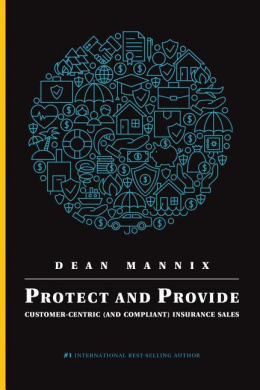 DEAN MANNIX
PROTECT AND PROVIDE
CUSTOMER-CENTRIC (AND COMPLIANT) INSURANCE SALES
#1 INTERNATIONAL BEST-SELLING AUTHOR